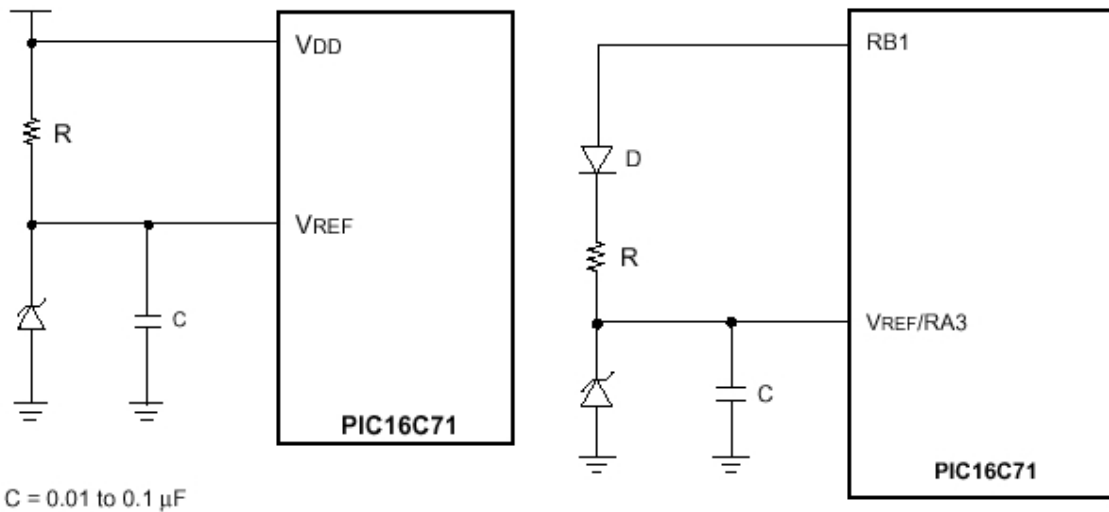 VDD
R
VREF
C
PIC16C71
C = 0.01 to 0.1 μF
RB1
D
R
VREF/RA3
C
PIC16C71